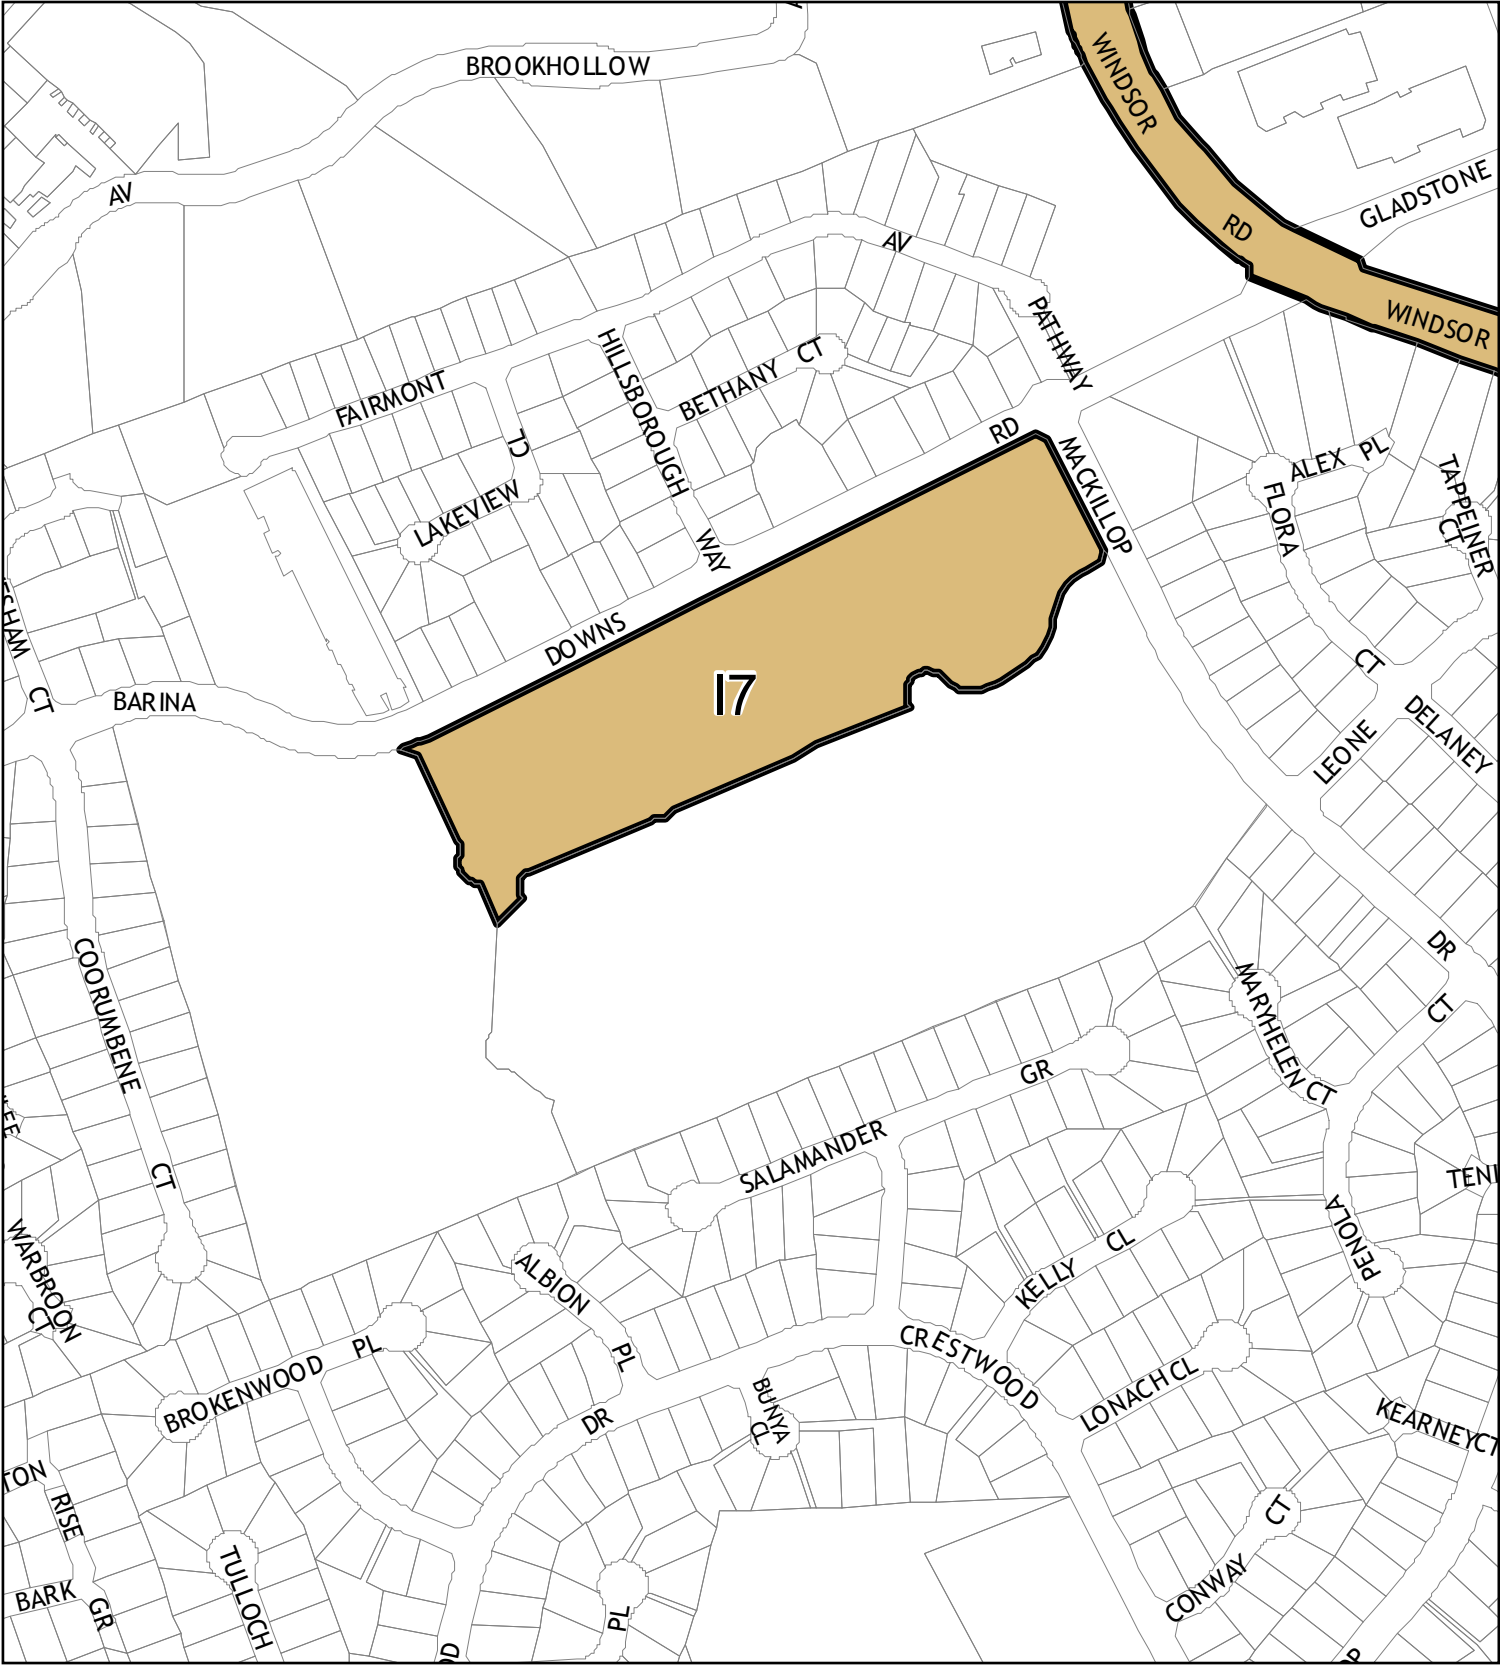 BROOKHOLLOW
AV
WINDSOR
RD
WINDSOR
GLADSTONE
AV
PATHWAY
HILLSBOROUGH
WAY
BETHANY CT
FAIRMONT
CL
LAKEVIEW
RD
MACKILLOP
ALEX PL
FLORA
CT
TAPPEINER
CT
DOWNS
I7
BARINA
CT
LEONE
DELANEY
COORUMBENE
CT
DR
CT
MARYHELEN CT
GR
SALAMANDER
PENOLA
KELLY CL
WARBROON
CT
ALBION
PL
BROKENWOOD PL
CRESTWOOD
DR
BUNYA
CL
LONACH CL
KEARNEY CT
RISE
CT
CONWAY
TULLOCH
BARK
GR
PL